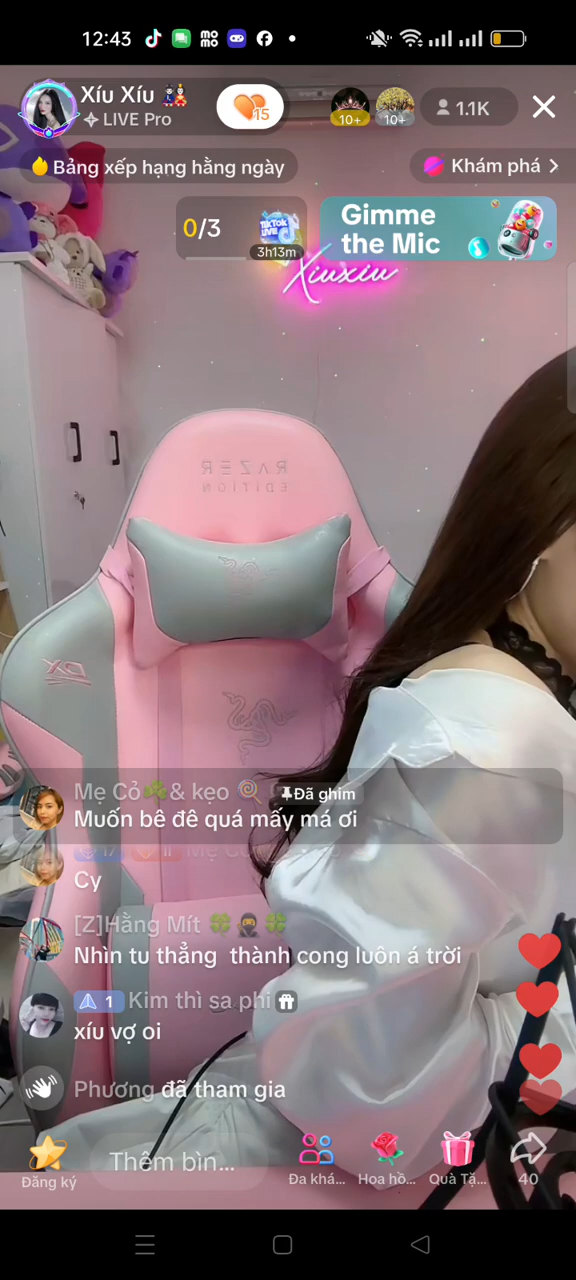 12:43
Xíu Xíu
LIVE Pro
15
10+
10+
1.1K
Bảng xếp hạng hằng ngày
Khám phá
0/3
TIKTOK LIVE
3h13m
Gimme
the Mic
Xiuxiu
RAZER
EDITION
Mẹ Cỏ☘️& kẹo 🍭 Đã ghim
Muốn bê đê quá mấy má ơi
Cy
[Z]Hằng Mít 🍀🥷🍀
Nhìn tu thẳng thành cong luôn á trời
1 Kim thì sa phi
xíu vợ oi
Phương đã tham gia
Đăng ký
Thêm bìn...
Đa khá...
Hoa hồ...
Quà Tặ...
40